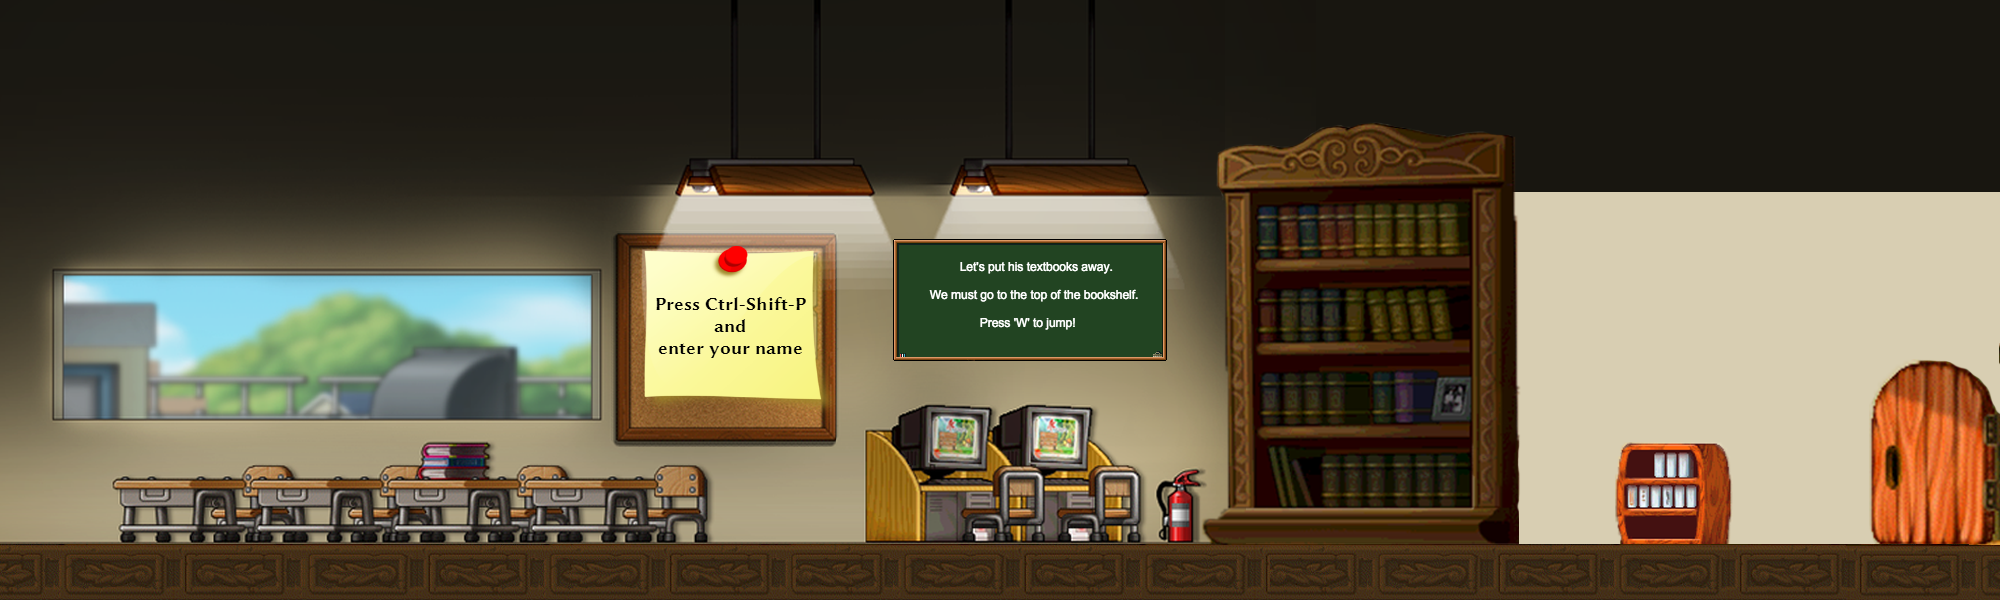 Press Ctrl-Shift-P
and
enter your name
Let's put his textbooks away.
We must go to the top of the bookshelf.
Press 'W' to jump!